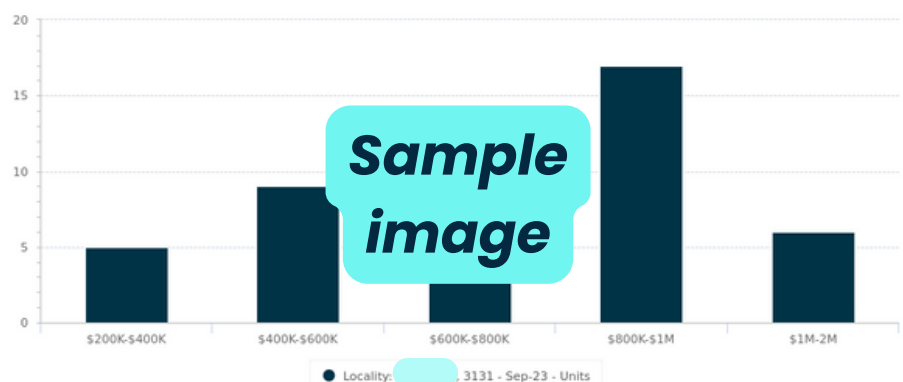 20
15
10
5
0
Sample
image
$200K-$400K $400K-$600K $600K-$800K $800K-$1M $1M-2M
Locality: , 3131 - Sep-23 - Units